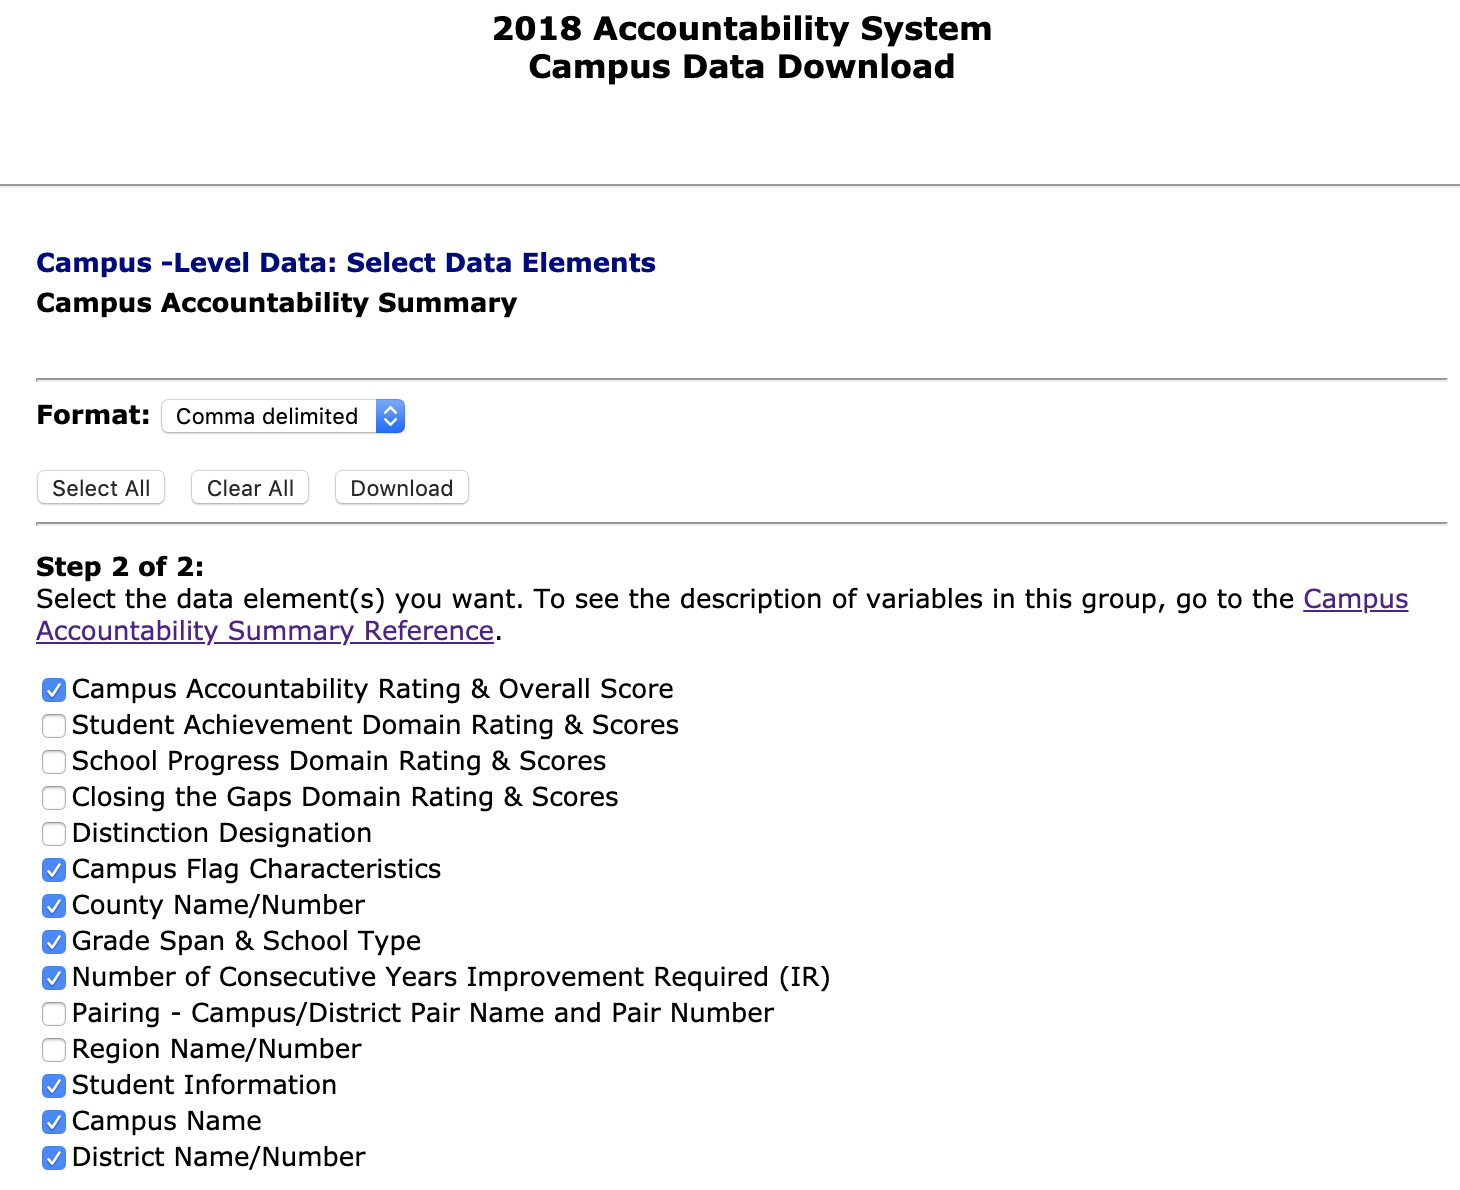 2018 Accountability System
Campus Data Download
Campus -Level Data: Select Data Elements
Campus Accountability Summary
Format: Comma delimited
Select All Clear All Download
Step 2 of 2:
Select the data element(s) you want. To see the description of variables in this group, go to the Campus
Accountability Summary Reference.
Campus Accountability Rating & Overall Score
Student Achievement Domain Rating & Scores
School Progress Domain Rating & Scores
Closing the Gaps Domain Rating & Scores
Distinction Designation
Campus Flag Characteristics
County Name/Number
Grade Span & School Type
Number of Consecutive Years Improvement Required (IR)
Pairing - Campus/District Pair Name and Pair Number
Region Name/Number
Student Information
Campus Name
District Name/Number